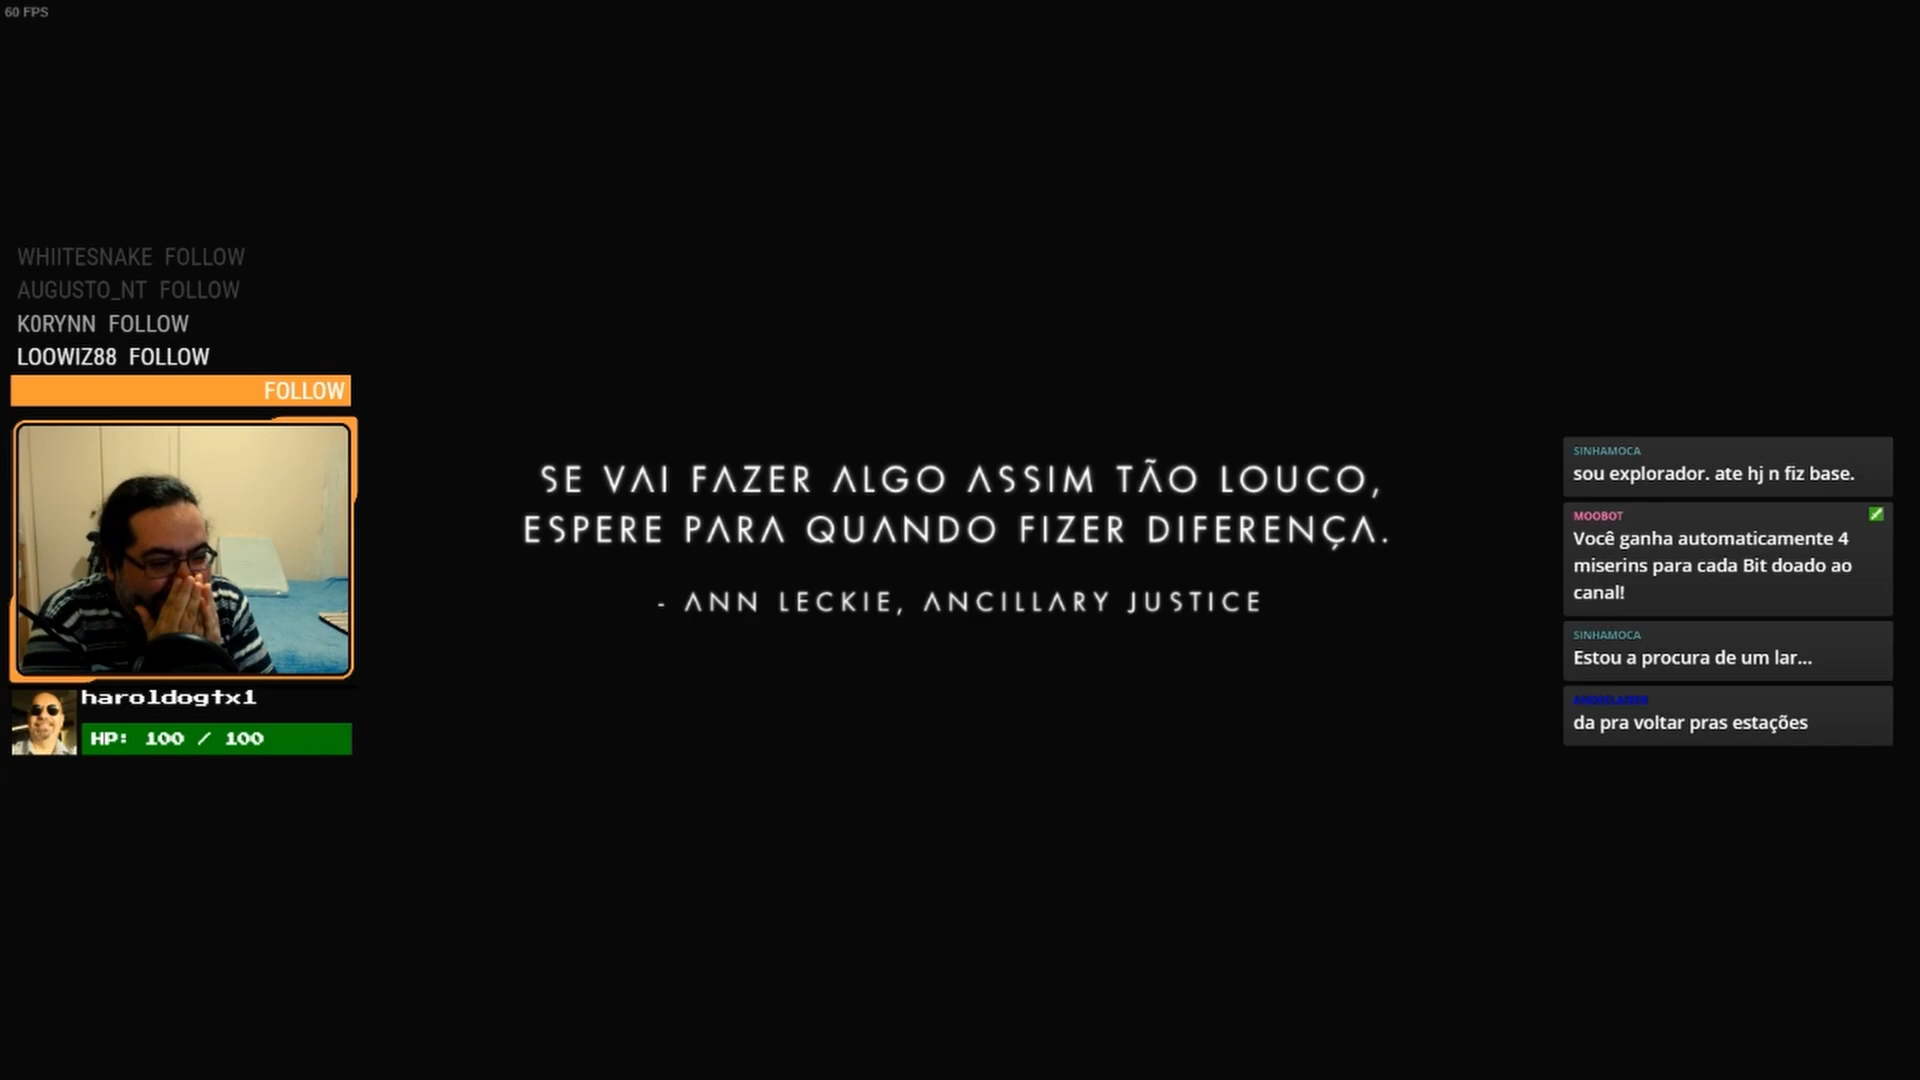 60 FPS
WHIITESNAKE FOLLOW
AUGUSTO_NT FOLLOW
K0RYNN FOLLOW
LOOWIZ88 FOLLOW
FOLLOW
haroldogtx1
HP: 100 / 100
SE VAI FAZER ALGO ASSIM TÃO LOUCO,
ESPERE PARA QUANDO FIZER DIFERENÇA.
- ANN LECKIE, ANCILLARY JUSTICE
SINHAMOCA
sou explorador. ate hj n fiz base.
MOOBOT
Você ganha automaticamente 4
miserins para cada Bit doado ao
canal!
SINHAMOCA
Estou a procura de um lar...
da pra voltar pras estações